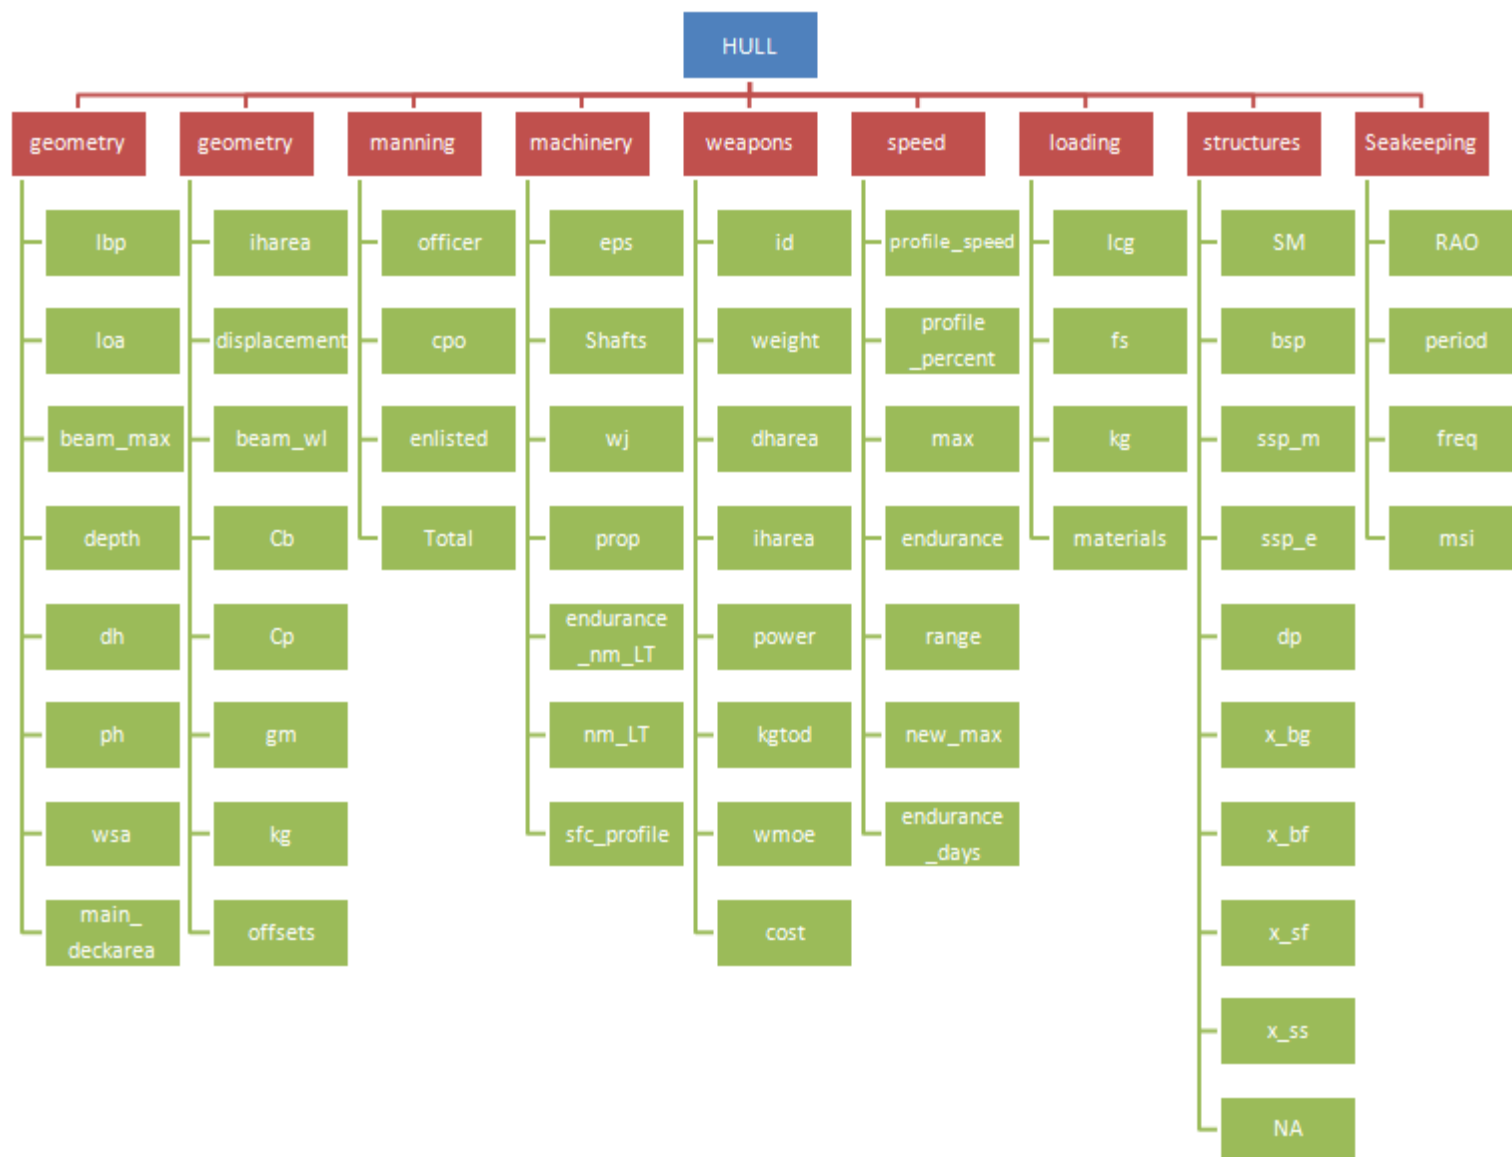 HULL
geometry
geometry
manning
machinery
weapons
speed
loading
structures
Seakeeping
lbp
loa
beam_max
depth
dh
ph
wsa
main_
deckarea
iharea
displacement
beam_wl
Cb
Cp
gm
kg
offsets
officer
cpo
enlisted
Total
eps
Shafts
wj
prop
endurance
_nm_LT
nm_LT
sfc_profile
id
weight
dharea
iharea
power
kgtod
wmoe
cost
profile_speed
profile
_percent
max
endurance
range
new_max
endurance
_days
lcg
fs
kg
materials
SM
bsp
ssp_m
ssp_e
dp
x_bg
x_bf
x_sf
x_ss
NA
RAO
period
freq
msi